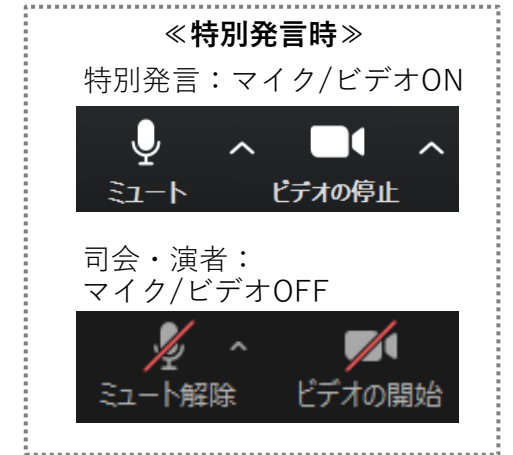 ≪特別発言時≫
特別発言：マイク/ビデオON
ミュート ビデオの停止
司会・演者：
マイク/ビデオOFF
ミュート解除 ビデオの開始